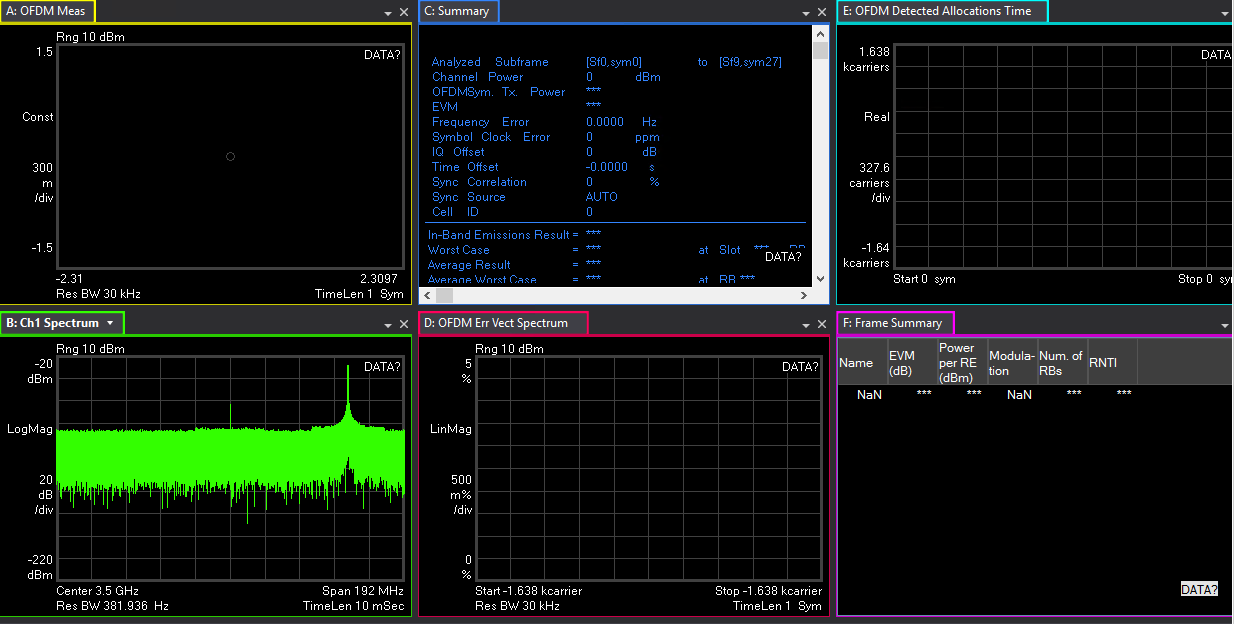 A: OFDM Meas
Rng 10 dBm
1.5
DATA?
Const
300
m
/div
-1.5
-2.31
2.3097
Res BW 30 kHz
TimeLen 1 Sym
C: Summary
Analyzed Subframe [Sf0,sym0] to [Sf9,sym27]
Channel Power 0 dBm
OFDMSym. Tx. Power ***
EVM ***
Frequency Error 0.0000 Hz
Symbol Clock Error 0 ppm
IQ Offset 0 dB
Time Offset -0.0000 s
Sync Correlation 0 %
Sync Source AUTO
Cell ID 0
In-Band Emissions Result = ***
Worst Case = *** at Slot *** RB
DATA?
Average Result = ***
Average Worst Case = *** at RB ***
E: OFDM Detected Allocations Time
1.638
kcarriers
DATA
Real
327.6
carriers
/div
-1.64
kcarriers
Start 0 sym
Stop 0 sy
B: Ch1 Spectrum
Rng 10 dBm
-20
dBm
DATA?
LogMag
20
dB
/div
-220
dBm
Center 3.5 GHz
Span 192 MHz
Res BW 381.936 Hz
TimeLen 10 mSec
D: OFDM Err Vect Spectrum
Rng 10 dBm
5
%
DATA?
LinMag
500
m%
/div
0
%
Start -1.638 kcarrier
Stop -1.638 kcarrier
Res BW 30 kHz
TimeLen 1 Sym
F: Frame Summary
Name
EVM
(dB)
Power
per RE
(dBm)
Modula-
tion
Num. of
RBs
RNTI
NaN *** *** NaN *** ***
DATA?